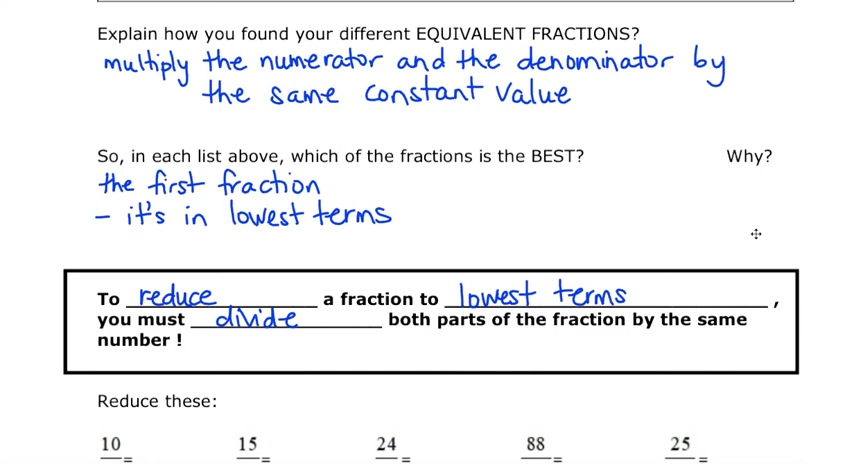 Explain how you found your different EQUIVALENT FRACTIONS?
multiply the numerator and the denominator by
the same constant value
So, in each list above, which of the fractions is the BEST? Why?
the first fraction
- it's in lowest terms
To reduce a fraction to lowest terms ,
you must divide both parts of the fraction by the same
number !
Reduce these:
10 15 24 88 25
= = = = =